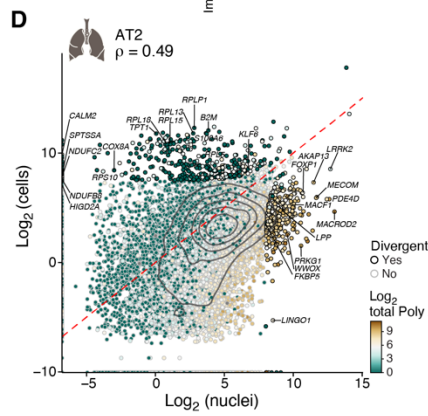 Im
D
AT2
ρ = 0.49
CALM2
SPTSSA
NDUFC2
COX8A
RPS10
NDUFB3
HIGD2A
RPL18
TPT1
RPL13
RPL15
RPLP1
B2M
KLF6
AKAP13
FOXP1
LRRK2
MECOM
PDE4D
MACF1
MACROD2
LPP
PRKG1
WWOX
FKBP5
LINGO1
10
0
−10
−5
0
5
10
15
Log2 (cells)
Log2 (nuclei)
Divergent
Yes
No
Log2
total Poly
9
6
3
0